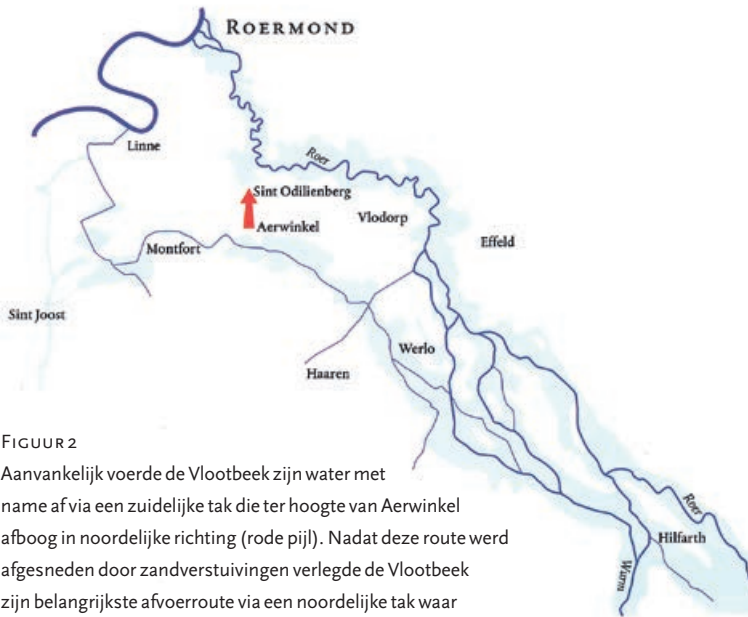 ROERMOND
Linne
Roer
Sint Odilienberg
Aerwinkel
Vlodorp
Effeld
Montfort
Sint Joost
Werlo
Haaren
Roer
Hilfarth
Wurm
FIGUUR 2
Aanvankelijk voerde de Vlootbeek zijn water met
name af via een zuidelijke tak die ter hoogte van Aerwinkel
afboog in noordelijke richting (rode pijl). Nadat deze route werd
afgesneden door zandverstuivingen verlegde de Vlootbeek
zijn belangrijkste afvoerroute via een noordelijke tak waar